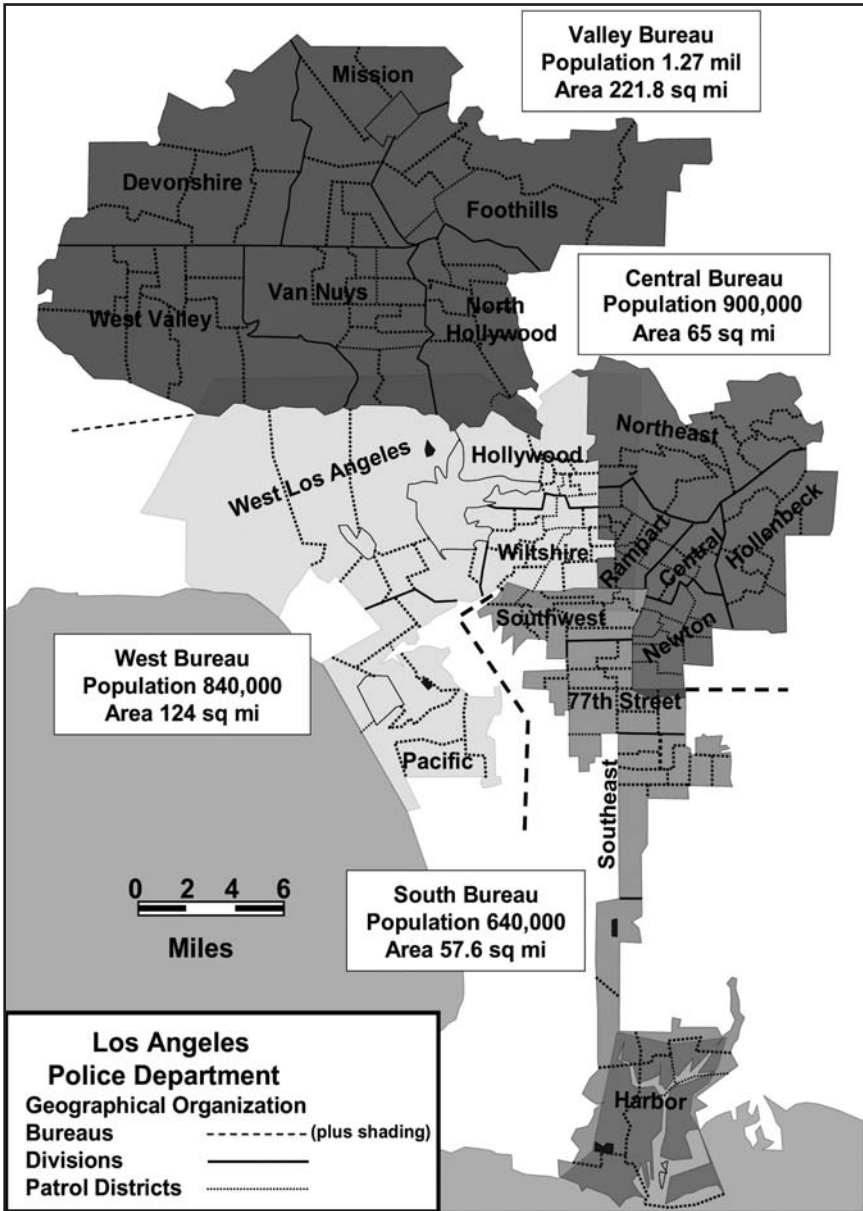 Valley Bureau
Population 1.27 mil
Area 221.8 sq mi
Mission
Devonshire
Foothills
Central Bureau
Population 900,000
Area 65 sq mi
Van Nuys
West Valley
North
Hollywood
Northeast
Hollywood
West Los Angeles
Hollenbeck
Rampart
Central
Wiltshire
Southwest
Newton
West Bureau
Population 840,000
Area 124 sq mi
77th Street
Pacific
Southeast
0 2 4 6
Miles
South Bureau
Population 640,000
Area 57.6 sq mi
Harbor
Los Angeles
Police Department
Geographical Organization
Bureaus (plus shading)
Divisions
Patrol Districts